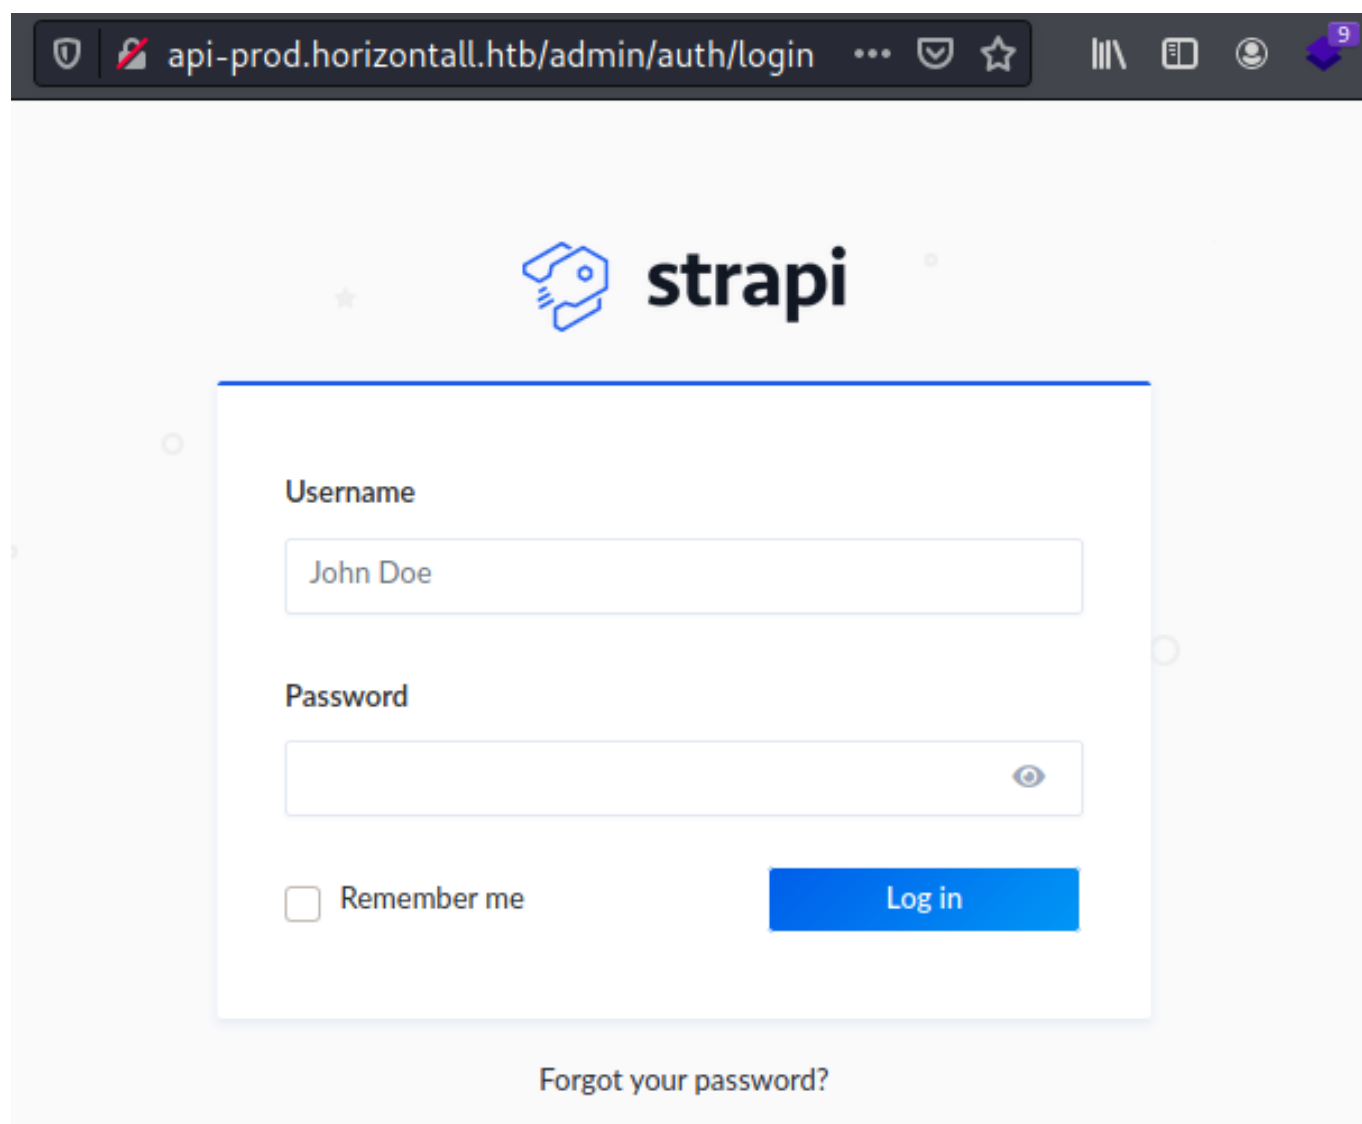 api-prod.horizontall.htb/admin/auth/login
9
strapi
Username
John Doe
Password
Remember me
Log in
Forgot your password?